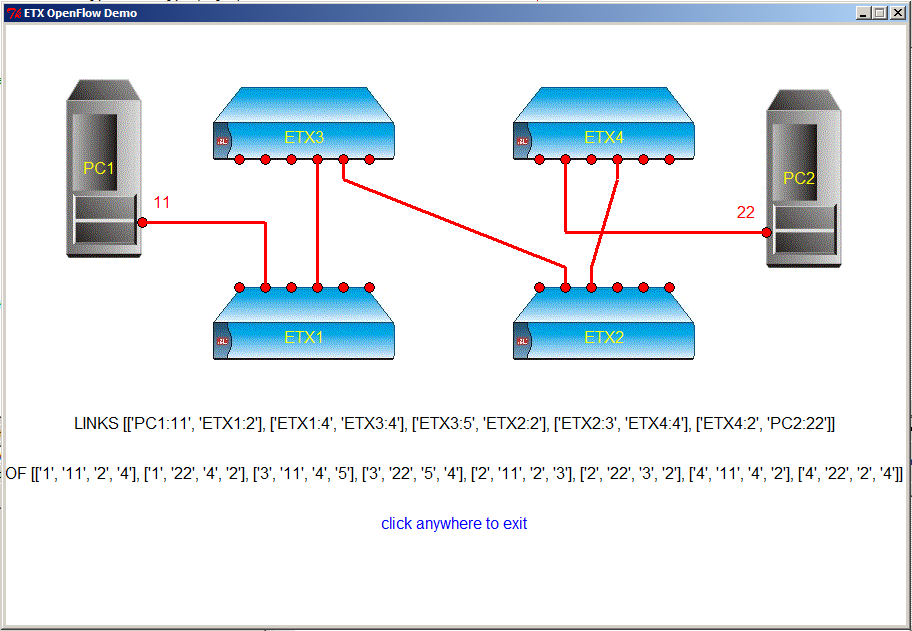 ETX OpenFlow Demo
ETX3
ETX4
PC1
PC2
11
22
ETX1
ETX2
LINKS [['PC1:11', 'ETX1:2'], ['ETX1:4', 'ETX3:4'], ['ETX3:5', 'ETX2:2'], ['ETX2:3', 'ETX4:4'], ['ETX4:2', 'PC2:22']]
OF [['1', '11', '2', '4'], ['1', '22', '4', '2'], ['3', '11', '4', '5'], ['3', '22', '5', '4'], ['2', '11', '2', '3'], ['2', '22', '3', '2'], ['4', '11', '4', '2'], ['4', '22', '2', '4']]
click anywhere to exit